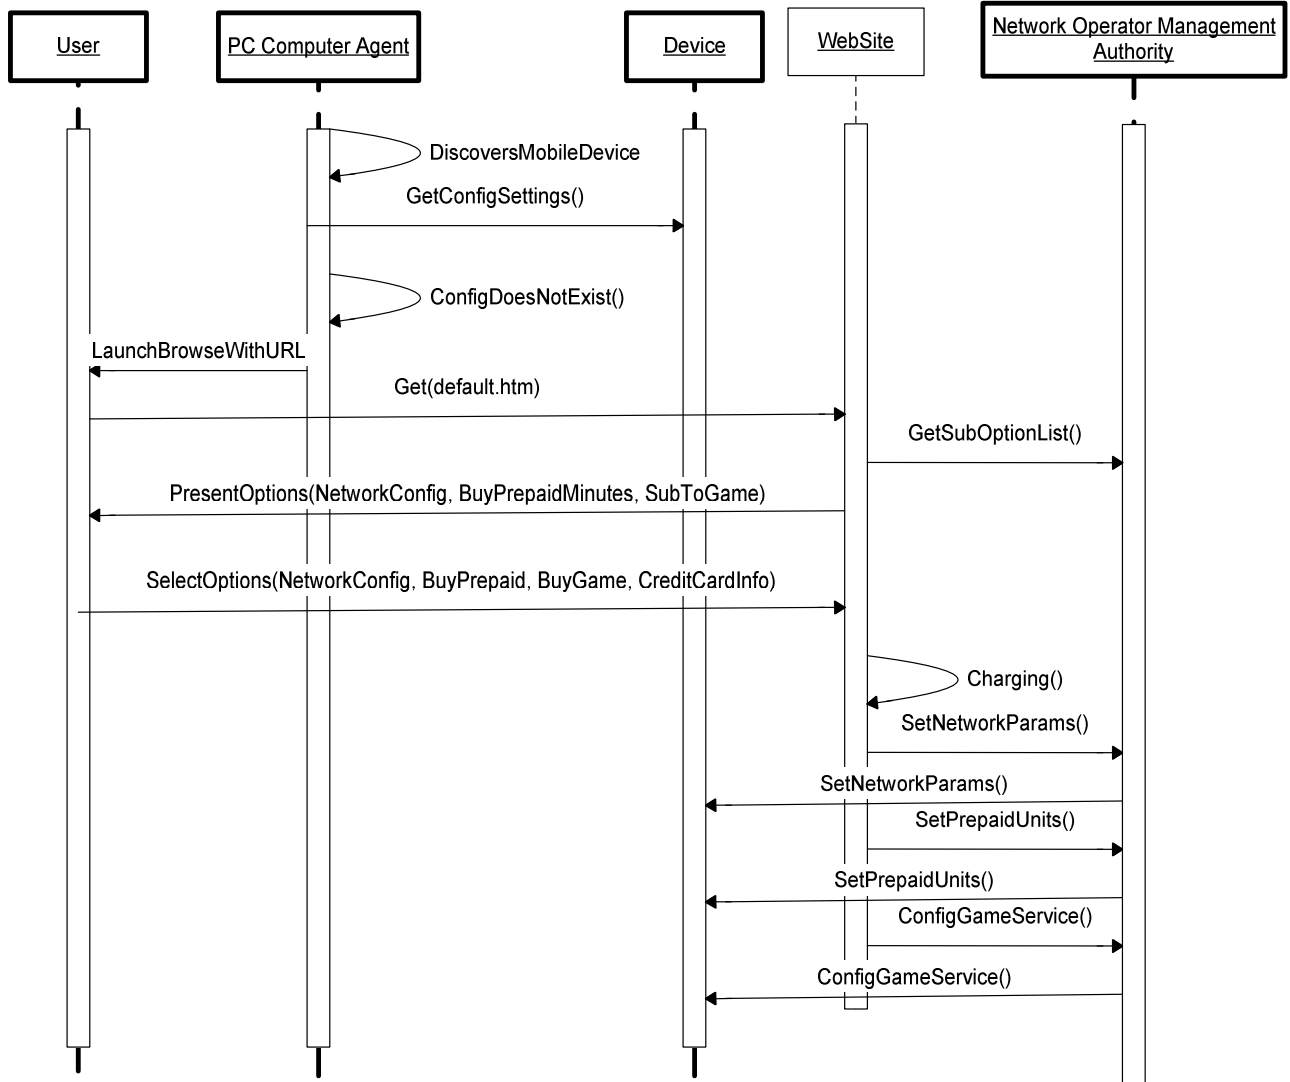 User
PC Computer Agent
Device
WebSite
Network Operator Management
Authority
DiscoversMobileDevice
GetConfigSettings()
ConfigDoesNotExist()
LaunchBrowseWithURL
Get(default.htm)
GetSubOptionList()
PresentOptions(NetworkConfig, BuyPrepaidMinutes, SubToGame)
SelectOptions(NetworkConfig, BuyPrepaid, BuyGame, CreditCardInfo)
Charging()
SetNetworkParams()
SetNetworkParams()
SetPrepaidUnits()
SetPrepaidUnits()
ConfigGameService()
ConfigGameService()